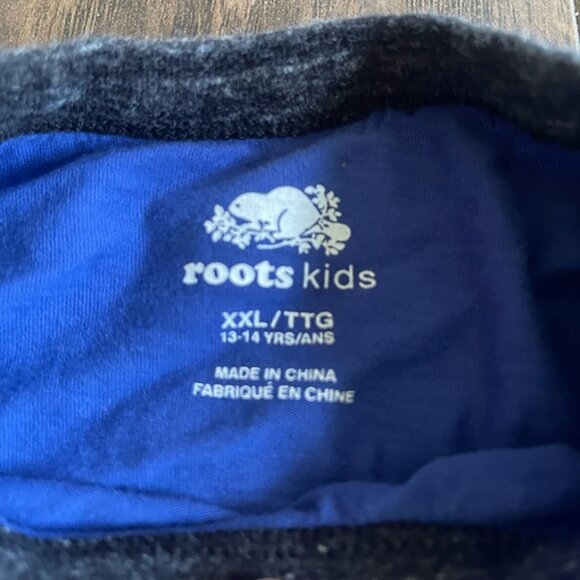 roots kids
XXL/TTG
13-14 YRS/ANS
MADE IN CHINA
FABRIQUÉ EN CHINE